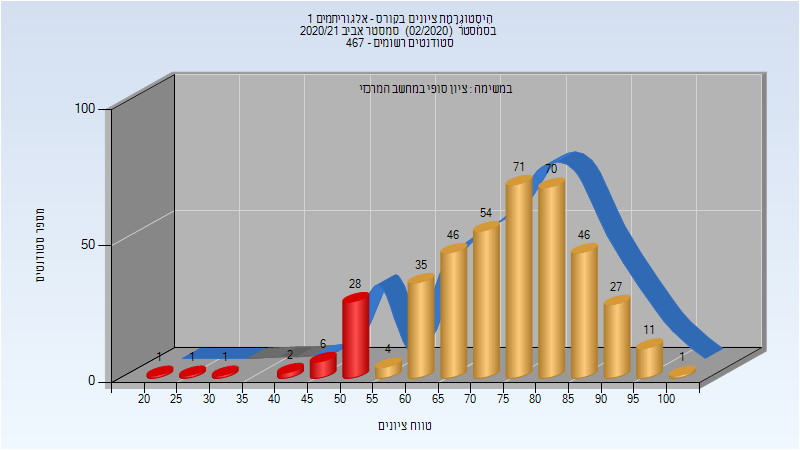 היסטוגרמת ציונים בקורס - אלגוריתמים 1
בסמסטר (02/2020) סמסטר אביב 2020/21
סטודנטים רשומים - 467
במשימה : ציון סופי במחשב המרכזי
מספר סטודנטים
100
50
0
1
1
1
2
6
28
4
35
46
54
71
70
46
27
11
1
20 25 30 35 40 45 50 55 60 65 70 75 80 85 90 95 100
טווח ציונים